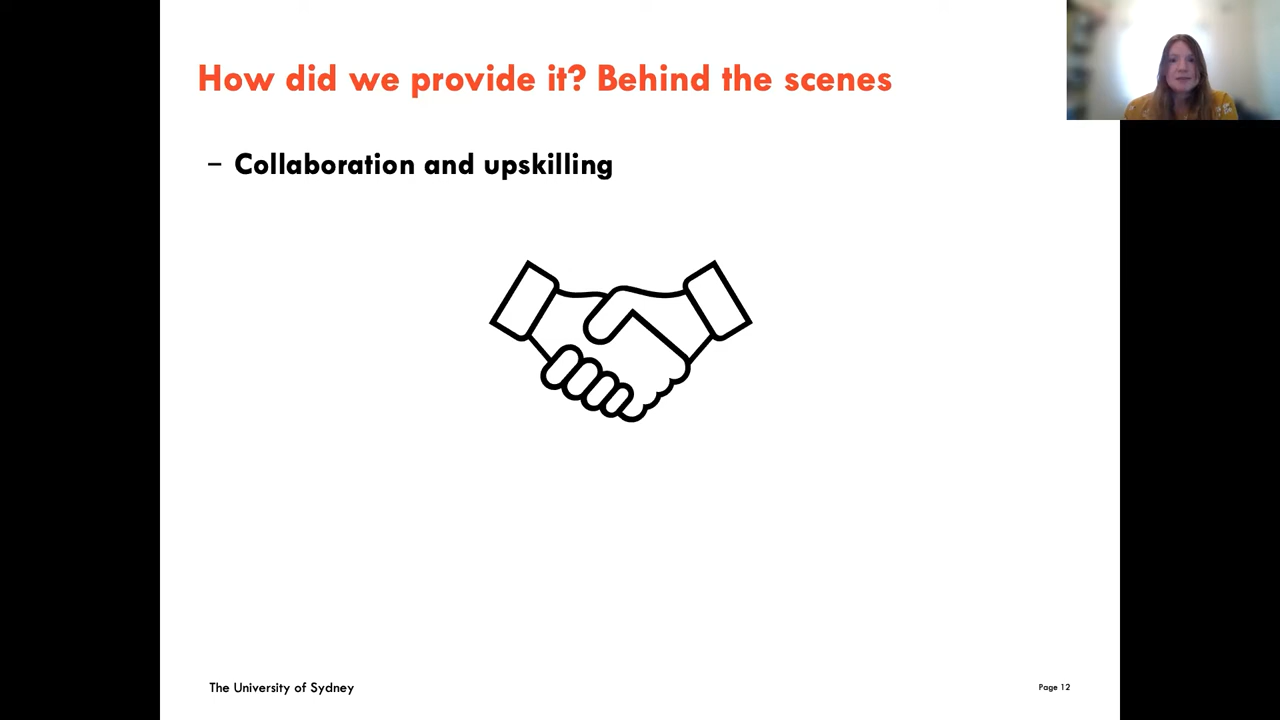 How did we provide it? Behind the scenes
– Collaboration and upskilling
The University of Sydney
Page 12